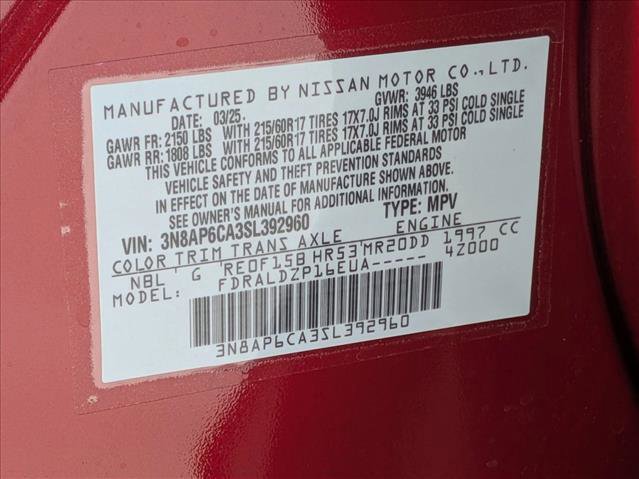 MANUFACTURED BY NISSAN MOTOR CO., LTD.
DATE: 03/25. GVWR: 3946 LBS
GAWR FR: 2150 LBS WITH 215/60R17 TIRES 17X7.0J RIMS AT 33 PSI COLD SINGLE
GAWR RR: 1808 LBS WITH 215/60R17 TIRES 17X7.0J RIMS AT 33 PSI COLD SINGLE
THIS VEHICLE CONFORMS TO ALL APPLICABLE FEDERAL MOTOR
VEHICLE SAFETY AND THEFT PREVENTION STANDARDS
IN EFFECT ON THE DATE OF MANUFACTURE SHOWN ABOVE.
SEE OWNER'S MANUAL FOR ADDITIONAL INFORMATION.
VIN: 3N8AP6CA3SL392960 TYPE: MPV
COLOR TRIM TRANS AXLE ENGINE
NBL ' G 'RE0F15B HR53'MR20DD 1997 CC
MODEL: FDRALDZP16EUA----- 4Z000
3N8AP6CA3SL392960